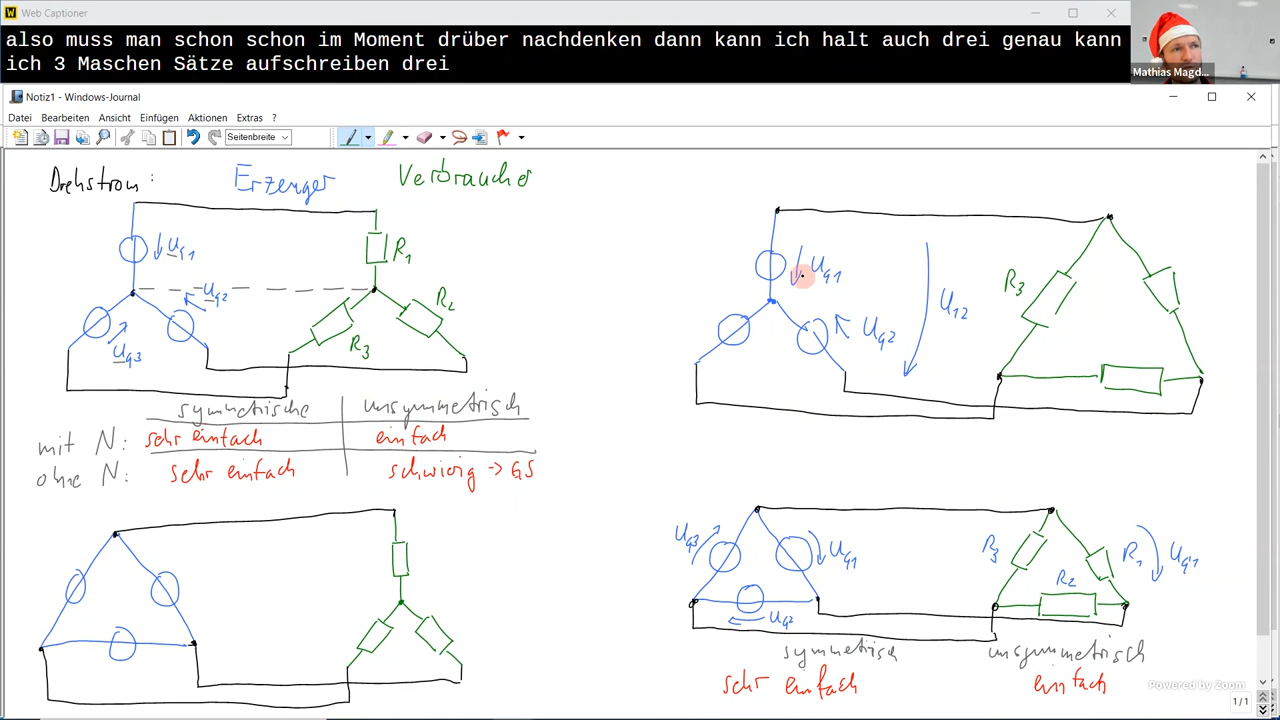 Web Captioner
also muss man schon schon im Moment drüber nachdenken dann kann ich halt auch drei genau kann
ich 3 Maschen Sätze aufschreiben drei
Mathias Magd...
Notiz1 - Windows-Journal
Datei Bearbeiten Ansicht Einfügen Aktionen Extras ?
Seitenbreite
Drehstrom: Erzeuger Verbraucher
Uq1 R1
Uq2 R2
Uq3 R3
symmetrische unsymmetrisch
mit N: sehr einfach einfach
ohne N: sehr einfach schwierig → GS
Uq1 R3
Uq2 U12
Uq3 Uq1 R3 R1 Uq1
Uq2 R2
symmetrisch unsymmetrisch
sehr einfach einfach
Powered by Zoom
1/1